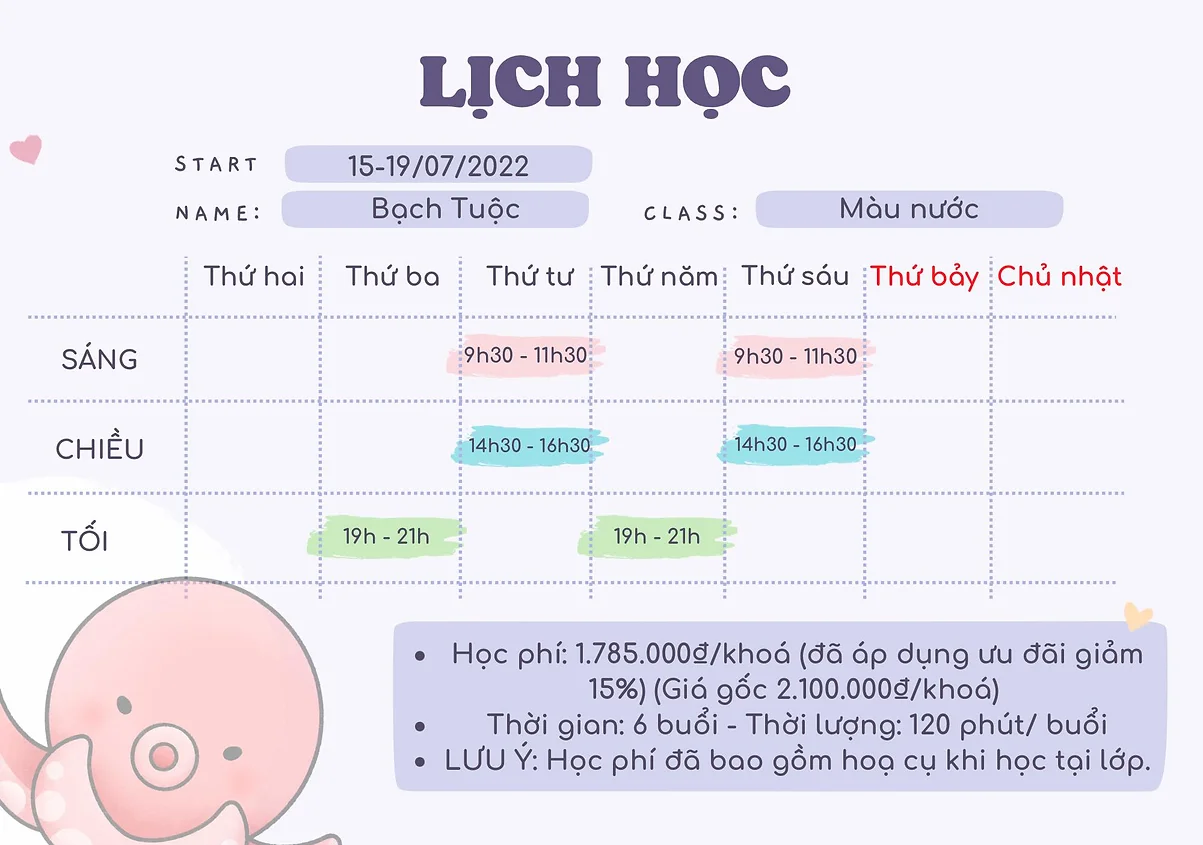 LỊCH HỌC
START 15-19/07/2022
NAME: Bạch Tuộc CLASS: Màu nước
Thứ hai Thứ ba Thứ tư Thứ năm Thứ sáu Thứ bảy Chủ nhật
SÁNG 9h30 - 11h30 9h30 - 11h30
CHIỀU 14h30 - 16h30 14h30 - 16h30
TỐI 19h - 21h 19h - 21h
• Học phí: 1.785.000₫/khoá (đã áp dụng ưu đãi giảm
15%) (Giá gốc 2.100.000₫/khoá)
• Thời gian: 6 buổi - Thời lượng: 120 phút/ buổi
• LƯU Ý: Học phí đã bao gồm hoạ cụ khi học tại lớp.